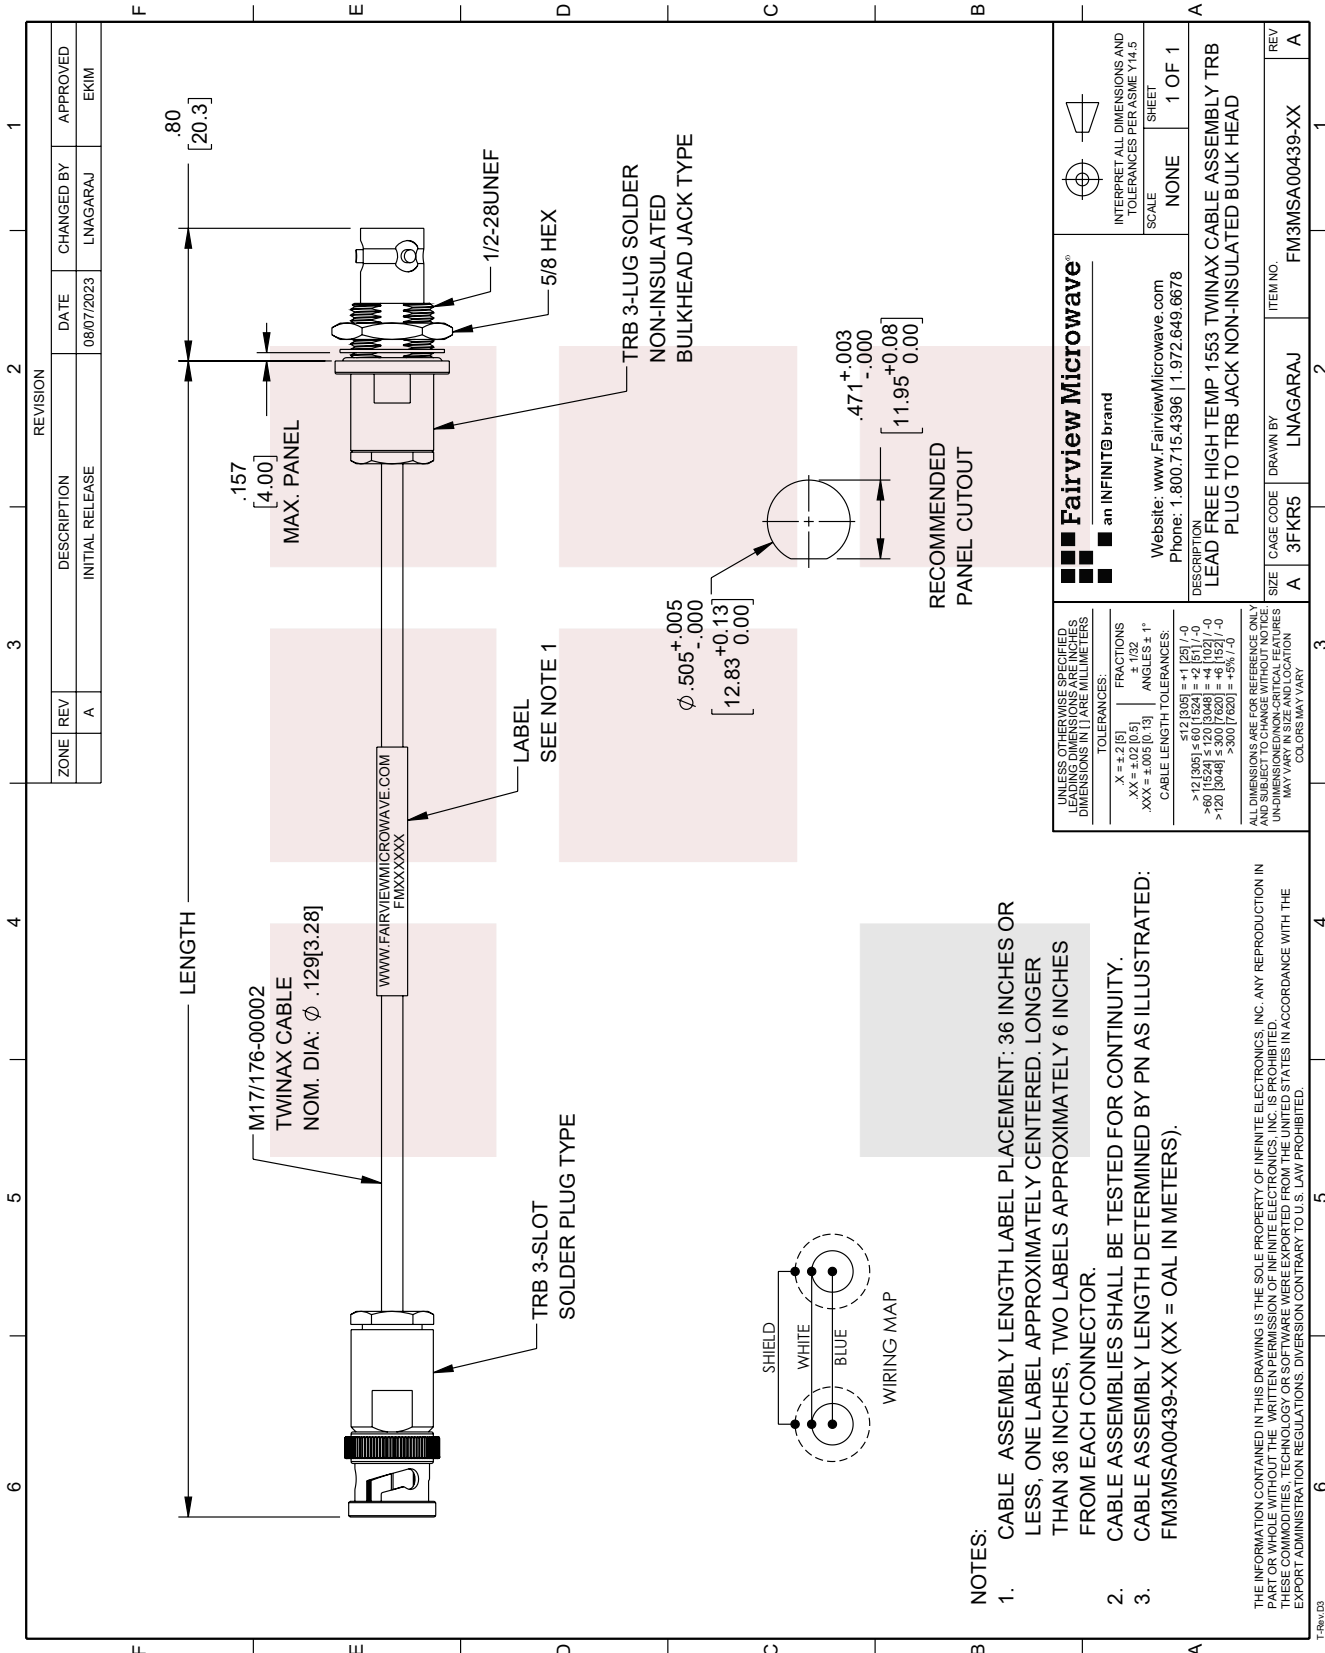 REVISION
ZONE REV DESCRIPTION DATE CHANGED BY APPROVED
A INITIAL RELEASE 08/07/2023 LNAGARAJ EKIM
6 5 4 3 2 1
F
E
D
C
B
A
LENGTH
.80
[20.3]
.157
[4.00]
MAX. PANEL
M17/176-00002
TWINAX CABLE
NOM. DIA: Ø .129[3.28]
WWW.FAIRVIEWMICROWAVE.COM
FMXXXXXX
1/2-28UNEF
5/8 HEX
TRB 3-LUG SOLDER
NON-INSULATED
BULKHEAD JACK TYPE
LABEL
SEE NOTE 1
TRB 3-SLOT
SOLDER PLUG TYPE
Ø.505 +.005 -.000
[12.83 +0.13 0.00]
.471 +.003 -.000
[11.95 +0.08 0.00]
RECOMMENDED
PANEL CUTOUT
SHIELD
WHITE
BLUE
WIRING MAP
NOTES:
1. CABLE ASSEMBLY LENGTH LABEL PLACEMENT: 36 INCHES OR
LESS, ONE LABEL APPROXIMATELY CENTERED. LONGER
THAN 36 INCHES, TWO LABELS APPROXIMATELY 6 INCHES
FROM EACH CONNECTOR.
2. CABLE ASSEMBLIES SHALL BE TESTED FOR CONTINUITY.
3. CABLE ASSEMBLY LENGTH DETERMINED BY PN AS ILLUSTRATED:
FM3MSA00439-XX (XX = OAL IN METERS).
THE INFORMATION CONTAINED IN THIS DRAWING IS THE SOLE PROPERTY OF INFINITE ELECTRONICS, INC. ANY REPRODUCTION IN
PART OR WHOLE WITHOUT THE WRITTEN PERMISSION OF INFINITE ELECTRONICS, INC. IS PROHIBITED.
THESE COMMODITIES, TECHNOLOGY OR SOFTWARE WERE EXPORTED FROM THE UNITED STATES IN ACCORDANCE WITH THE
EXPORT ADMINISTRATION REGULATIONS. DIVERSION CONTRARY TO U.S. LAW PROHIBITED.
UNLESS OTHERWISE SPECIFIED
LEADING DIMENSIONS ARE INCHES
DIMENSIONS IN [ ] ARE MILLIMETERS
TOLERANCES:
.X = ±.2 [5] FRACTIONS
.XX = ±.02 [0.5] ± 1/32
.XXX = ±.005 [0.13] ANGLES ± 1°
CABLE LENGTH TOLERANCES:
≤12 [305] = +1 [25] / -0
>12 [305] ≤ 60 [1524] = +2 [51] / -0
>60 [1524] ≤ 120 [3048] = +4 [102] / -0
>120 [3048] ≤ 300 [7620] = +6 [152] / -0
>300 [7620] = +5% / -0
ALL DIMENSIONS ARE FOR REFERENCE ONLY
AND SUBJECT TO CHANGE WITHOUT NOTICE.
UN-DIMENSIONED/NON-CRITICAL FEATURES
MAY VARY IN SIZE AND LOCATION
COLORS MAY VARY
Fairview Microwave®
an INFINIT@ brand
Website: www.FairviewMicrowave.com
Phone: 1.800.715.4396 | 1.972.649.6678
INTERPRET ALL DIMENSIONS AND
TOLERANCES PER ASME Y14.5
SCALE NONE
SHEET 1 OF 1
DESCRIPTION
LEAD FREE HIGH TEMP 1553 TWINAX CABLE ASSEMBLY TRB
PLUG TO TRB JACK NON-INSULATED BULK HEAD
SIZE A
CAGE CODE 3FKR5
DRAWN BY LNAGARAJ
ITEM NO. FM3MSA00439-XX
REV A
6 5 4 3 2 1
T-Rev.D3